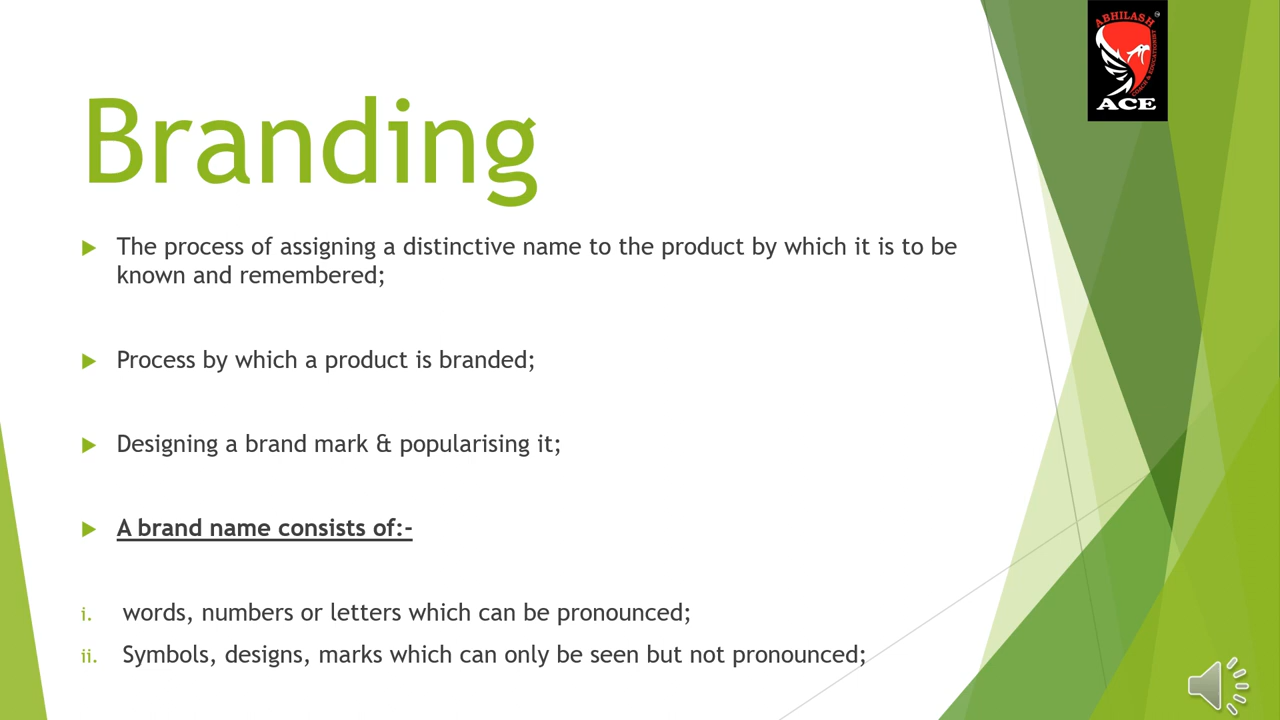 ABHILASH
COACH & EDUCATIONIST
ACE
Branding
The process of assigning a distinctive name to the product by which it is to be
known and remembered;
Process by which a product is branded;
Designing a brand mark & popularising it;
A brand name consists of:-
i. words, numbers or letters which can be pronounced;
ii. Symbols, designs, marks which can only be seen but not pronounced;